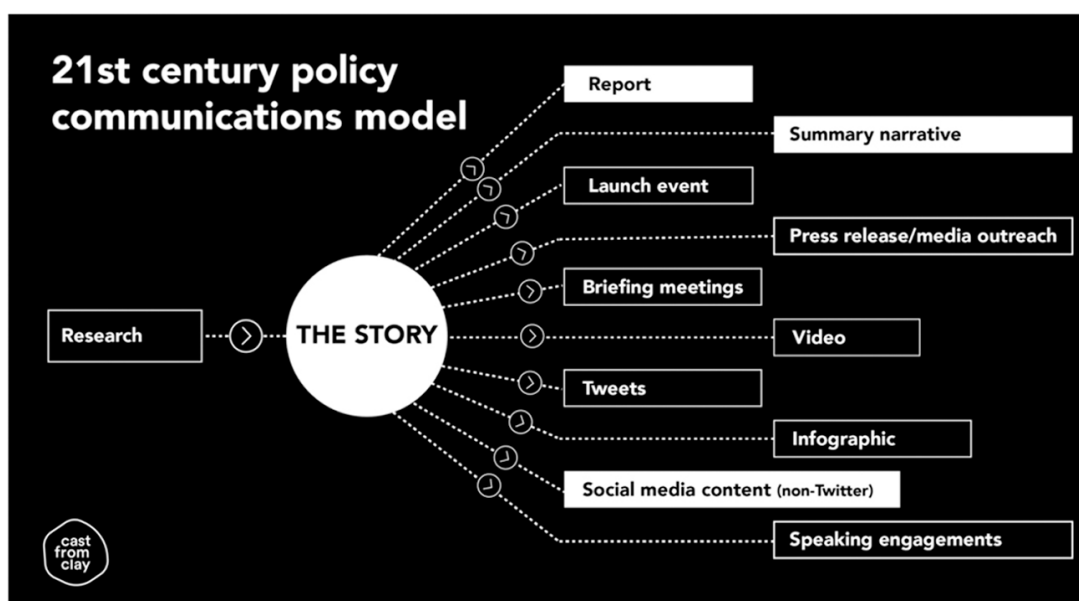 21st century policy
communications model
Report
Summary narrative
Launch event
Press release/media outreach
Briefing meetings
Research
THE STORY
Video
Tweets
Infographic
Social media content (non-Twitter)
Speaking engagements
cast
from
clay